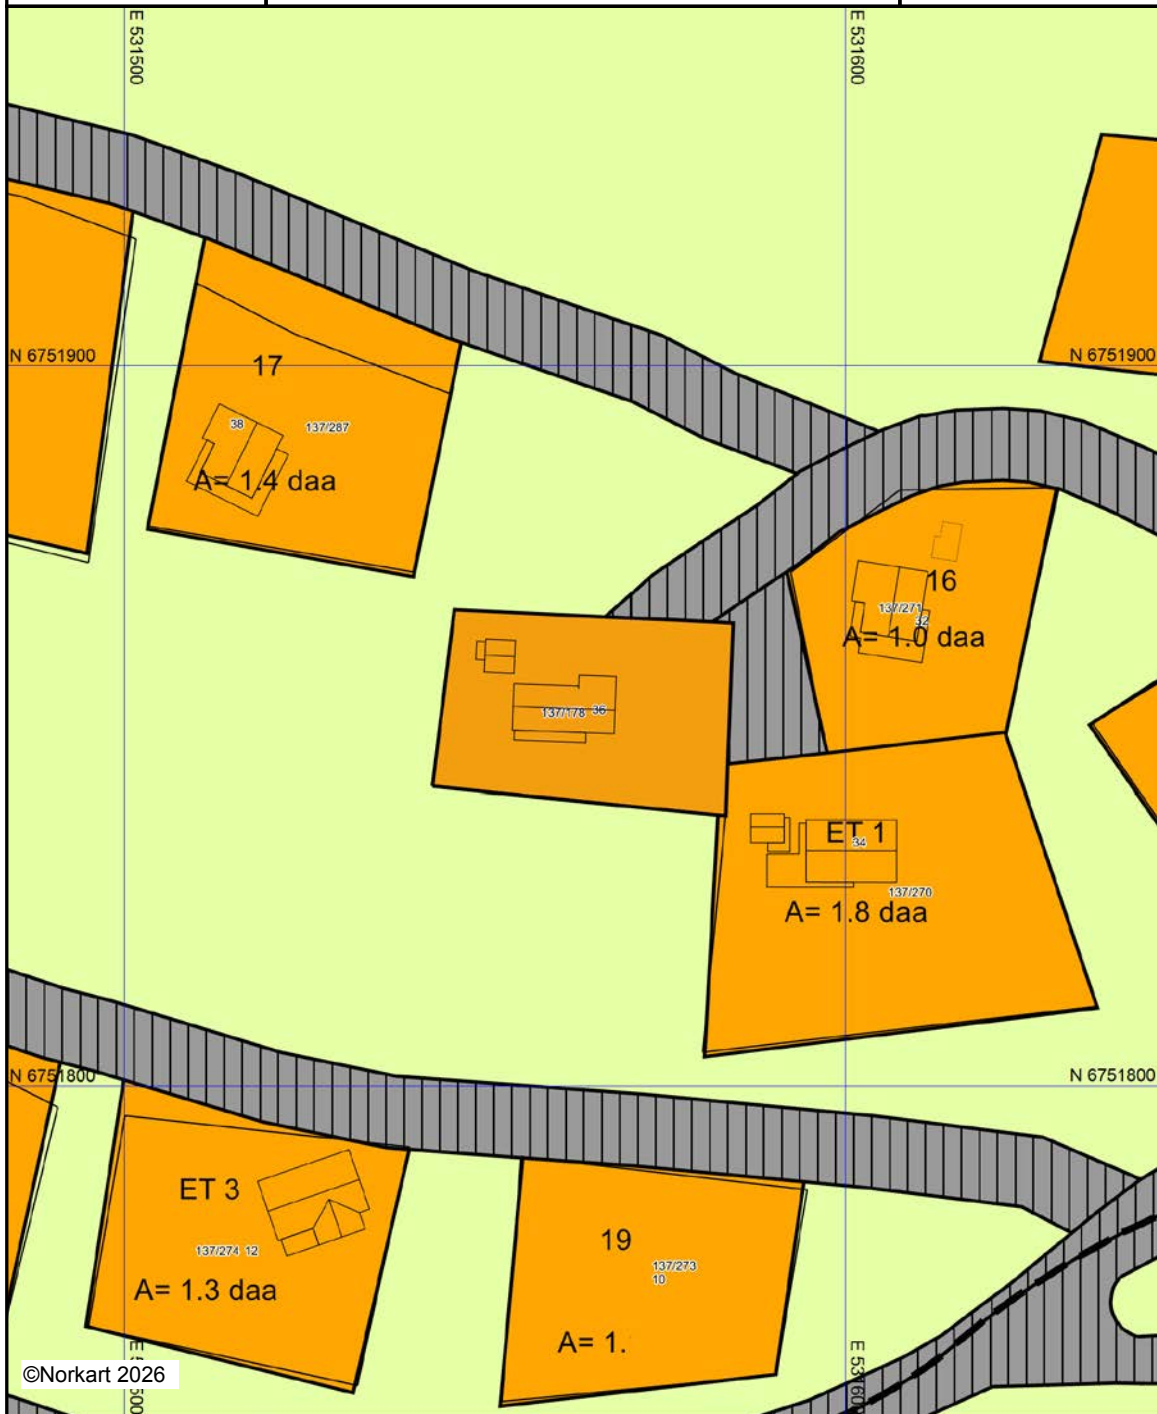 E 531500
E 531600
N 6751900
N 6751900
17
38
137/287
A= 1.4 daa
16
137/271
32
A= 1.0 daa
137/178 36
ET 1
34
137/270
A= 1.8 daa
N 6751800
N 6751800
ET 3
137/274 12
A= 1.3 daa
19
137/273
10
A= 1.
E 531600
©Norkart 2026